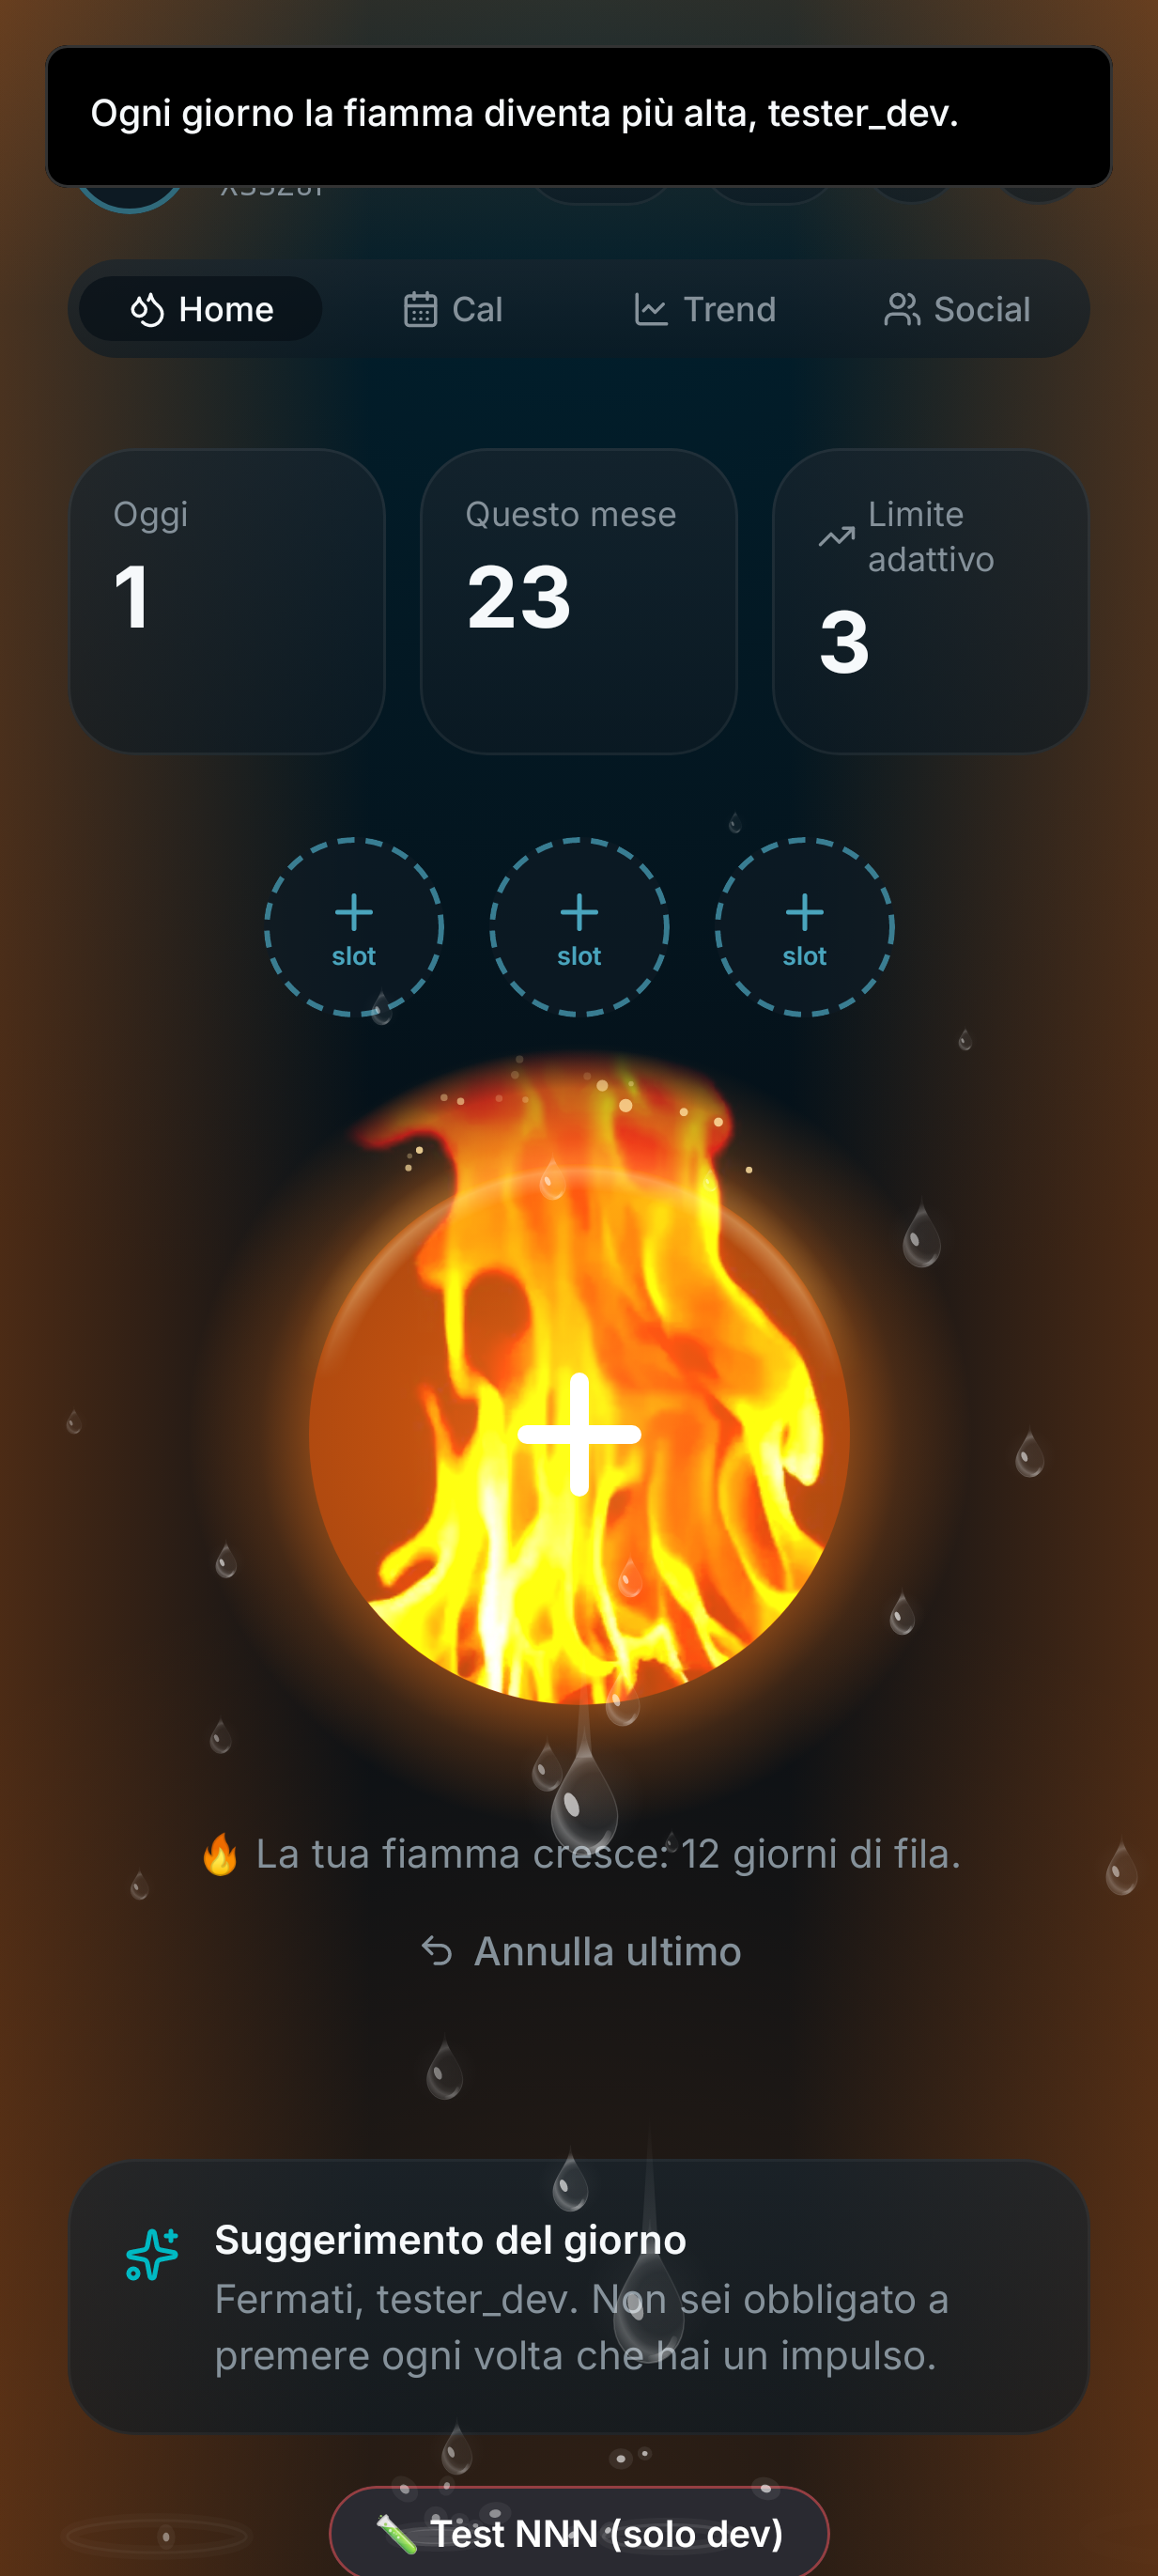 Ogni giorno la fiamma diventa più alta, tester_dev.
Home
Cal
Trend
Social
Oggi
1
Questo mese
23
Limite
adattivo
3
slot
slot
slot
🔥 La tua fiamma cresce: 12 giorni di fila.
Annulla ultimo
Suggerimento del giorno
Fermati, tester_dev. Non sei obbligato a
premere ogni volta che hai un impulso.
🧪 Test NNN (solo dev)